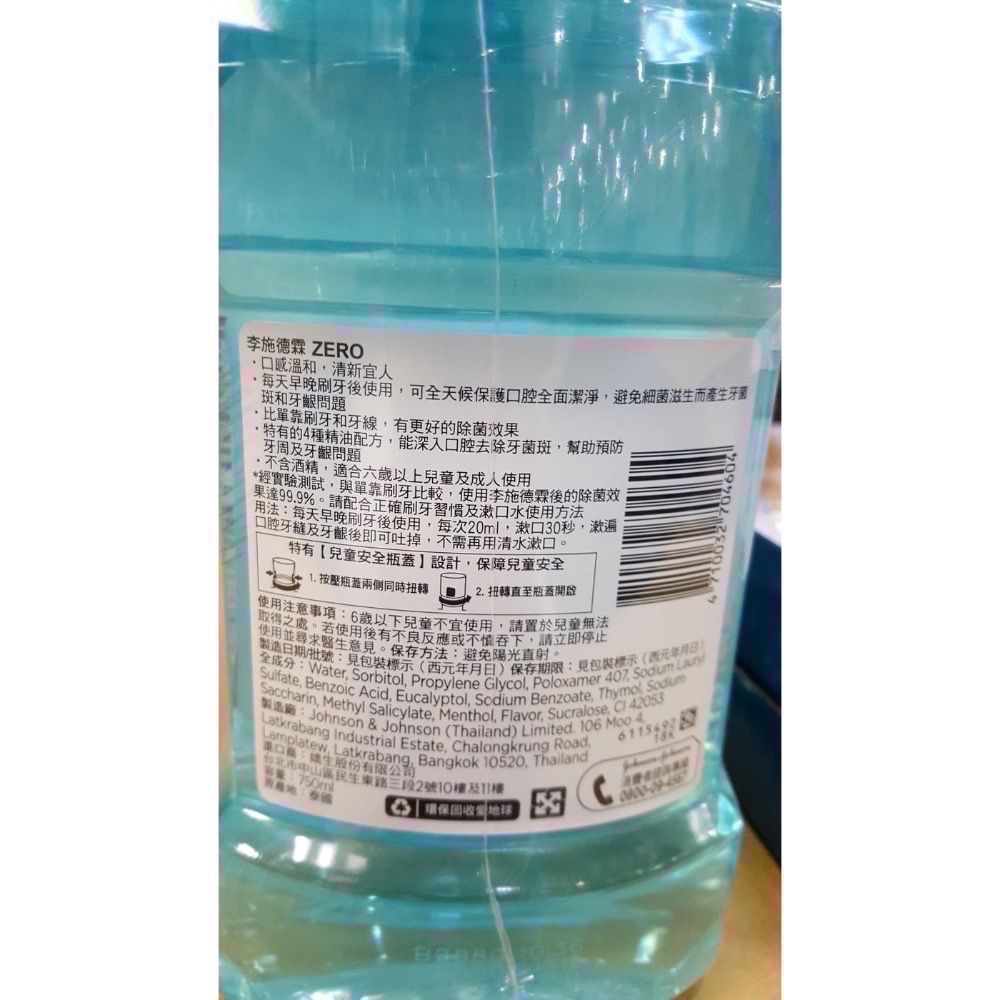 李施德霖 ZERO
・口感溫和，清新宜人
・每天早晚刷牙後使用，可全天候保護口腔全面潔淨，避免細菌滋生而產生牙菌
斑和牙齦問題
・比單靠刷牙和牙線，有更好的除菌效果
・特有的4種精油配方，能深入口腔去除牙菌斑，幫助預防
牙周及牙齦問題
・不含酒精，適合六歲以上兒童及成人使用
*經實驗測試，與單靠刷牙比較，使用李施德霖後的除菌效
果達99.9%。請配合正確刷牙習慣及漱口水使用方法
用法：每天早晚刷牙後使用，每次20ml，漱口30秒，漱遍
口腔牙縫及牙齦後即可吐掉，不需再用清水漱口。
特有【兒童安全瓶蓋】設計，保障兒童安全
1. 按壓瓶蓋兩側同時扭轉
2. 扭轉直至瓶蓋開啟
4 710032 704604
使用注意事項：6歲以下兒童不宜使用，請置於兒童無法
取得之處。若使用後有不良反應或不慎吞下，請立即停止
使用並尋求醫生意見。保存方法：避免陽光直射。
製造日期/批號：見包裝標示（西元年月日）保存期限：見包裝標示（西元年月日）
全成分：Water, Sorbitol, Propylene Glycol, Poloxamer 407, Sodium Lauryl
Sulfate, Benzoic Acid, Eucalyptol, Sodium Benzoate, Thymol, Sodium
Saccharin, Methyl Salicylate, Menthol, Flavor, Sucralose, CI 42053
製造廠：Johnson & Johnson (Thailand) Limited. 106 Moo 4,
Latkrabang Industrial Estate, Chalongkrung Road,
Lamplatew, Latkrabang, Bangkok 10520, Thailand
6115492
18K
進口商：嬌生股份有限公司
台北市中山區民生東路三段2號10樓及11樓
容量：750ml
原產地：泰國
環保回收愛地球
Johnson & Johnson
消費者諮詢專線
0800-09-4567